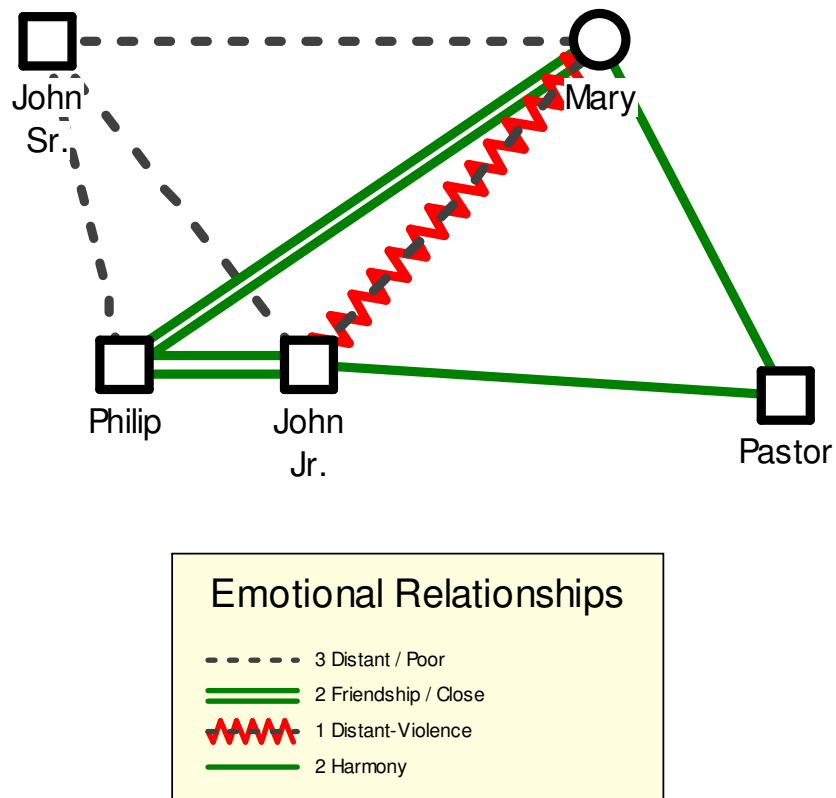 John
Sr.
Mary
Philip
John
Jr.
Pastor
Emotional Relationships
3 Distant / Poor
2 Friendship / Close
1 Distant-Violence
2 Harmony